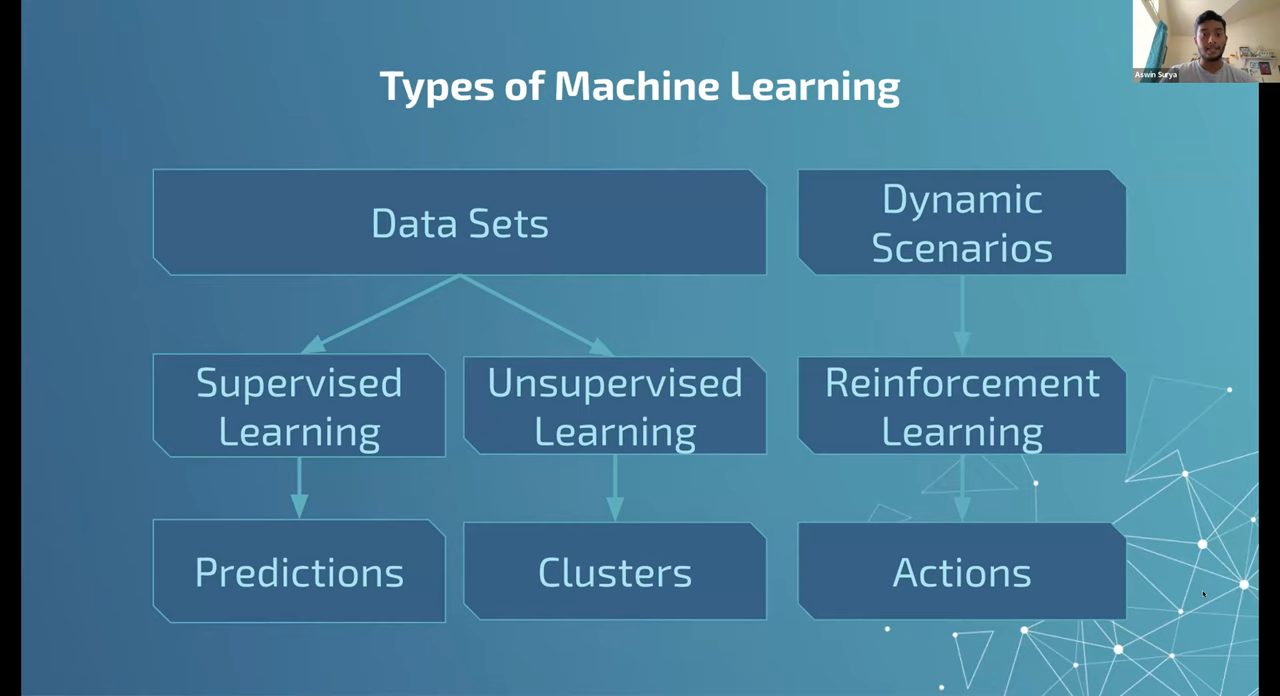 Types of Machine Learning
Aswin Surya
Data Sets
Dynamic
Scenarios
Supervised
Learning
Unsupervised
Learning
Reinforcement
Learning
Predictions
Clusters
Actions